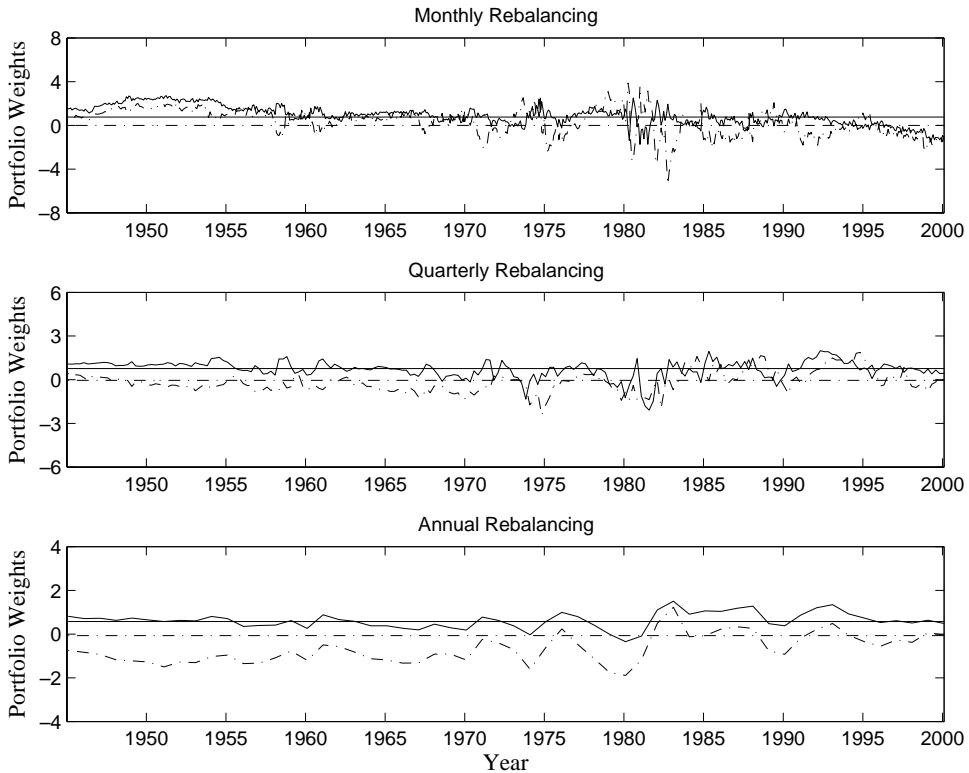 Monthly Rebalancing
Portfolio Weights
8
4
0
−4
−8
1950 1955 1960 1965 1970 1975 1980 1985 1990 1995 2000
Quarterly Rebalancing
Portfolio Weights
6
3
0
−3
−6
1950 1955 1960 1965 1970 1975 1980 1985 1990 1995 2000
Annual Rebalancing
Portfolio Weights
4
2
0
−2
−4
1950 1955 1960 1965 1970 1975 1980 1985 1990 1995 2000
Year